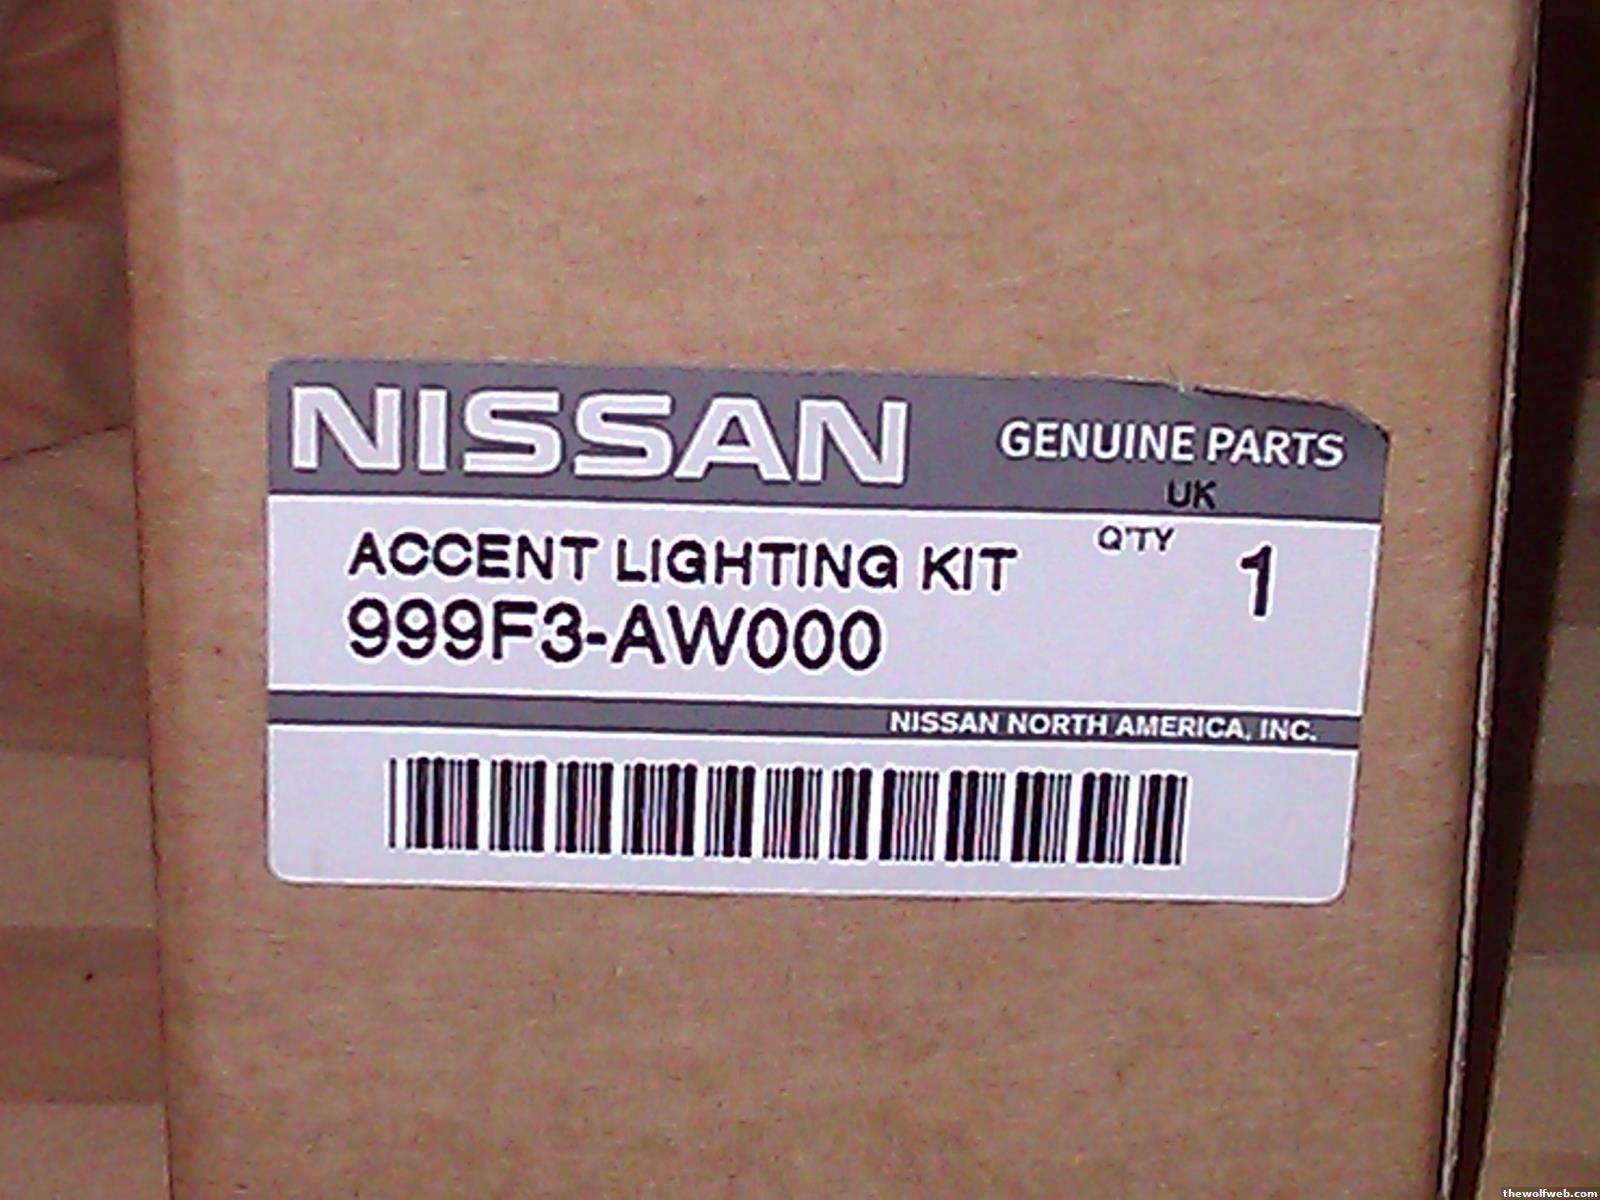 NISSAN GENUINE PARTS
UK
ACCENT LIGHTING KIT Q'TY 1
999F3-AW000
NISSAN NORTH AMERICA, INC.
thewolfweb.com